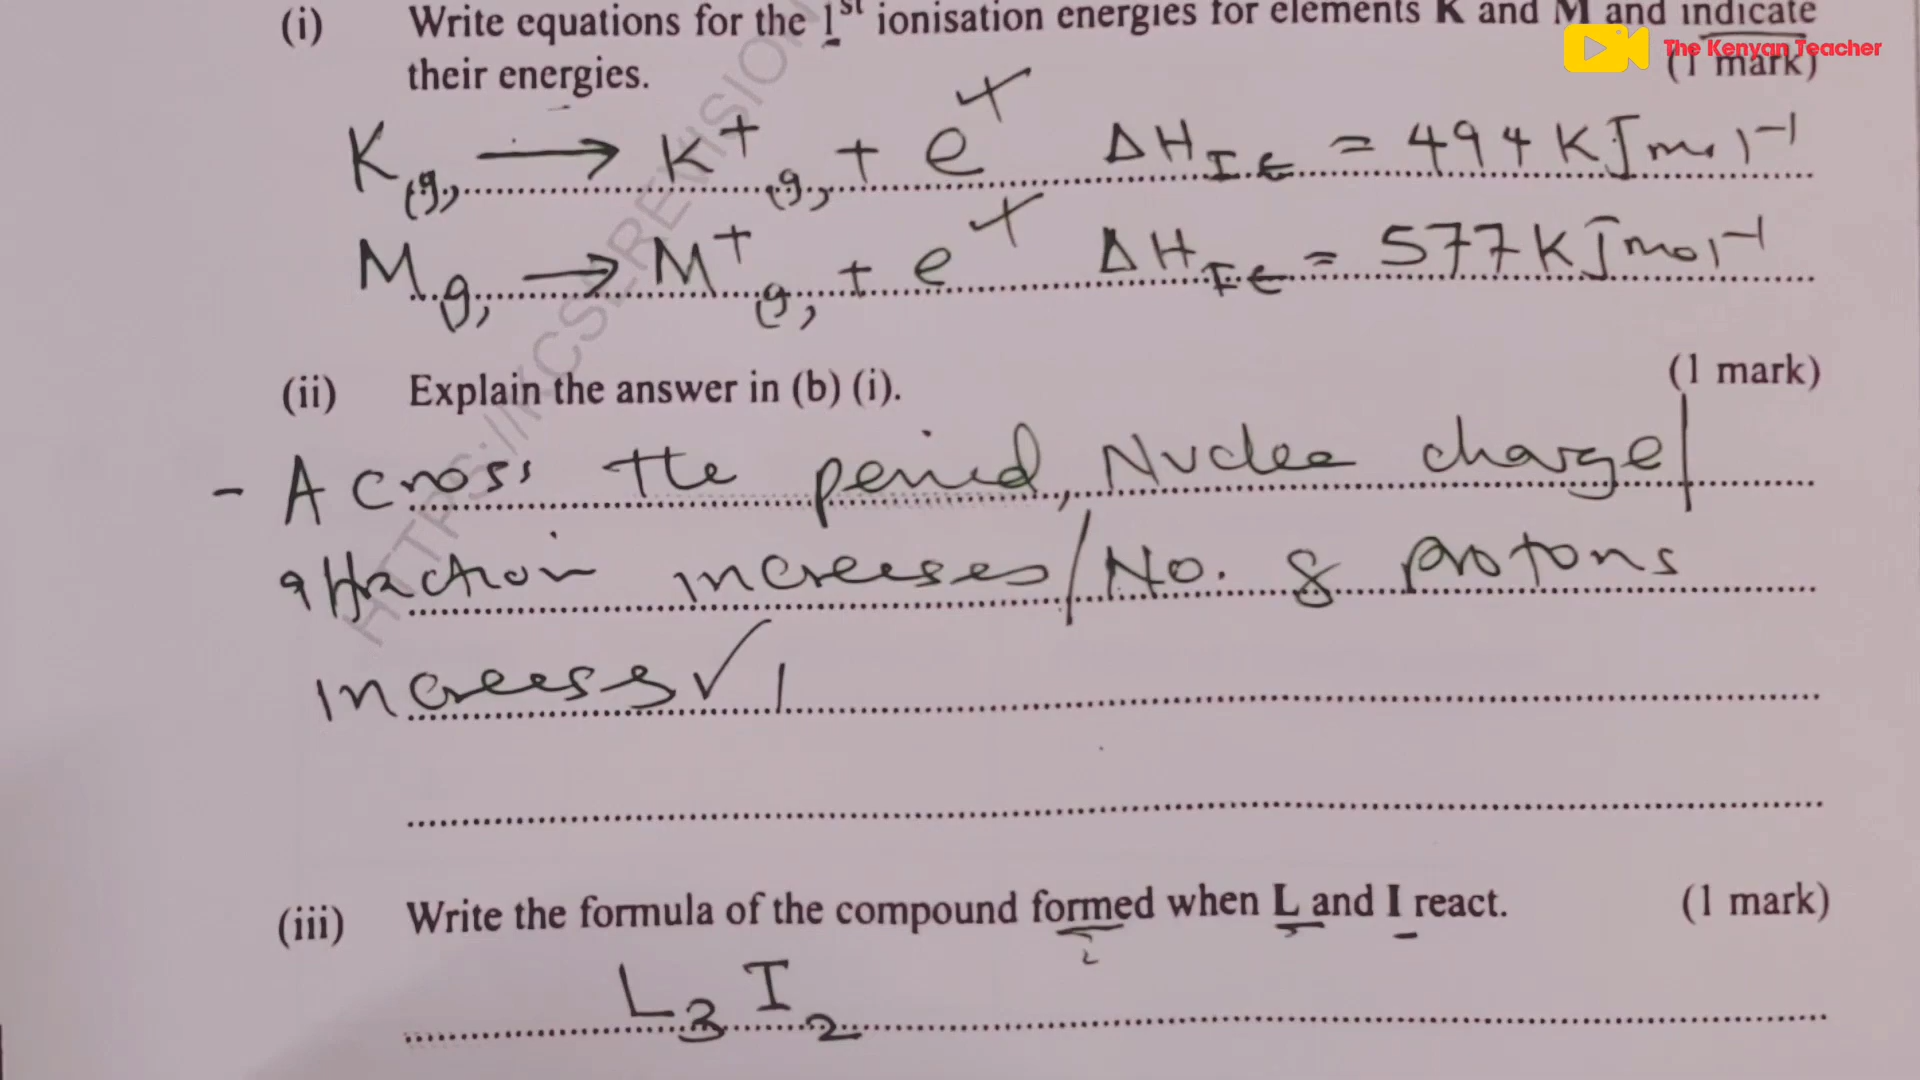 (i) Write equations for the 1st ionisation energies for elements K and M and indicate
The Kenyan Teacher
their energies. (1 mark)
K(g) → K+(g) + e+ ΔHIE = 494 KJmol-1
M(g) → M+(g) + e+ ΔHIE = 577 KJmol-1
(ii) Explain the answer in (b) (i). (1 mark)
- Across the period, Nuclea charge/
attraction increases/No. of protons
increases ✓1
(iii) Write the formula of the compound formed when L and I react. (1 mark)
L3I2
HTTPS://KCSEREVISION